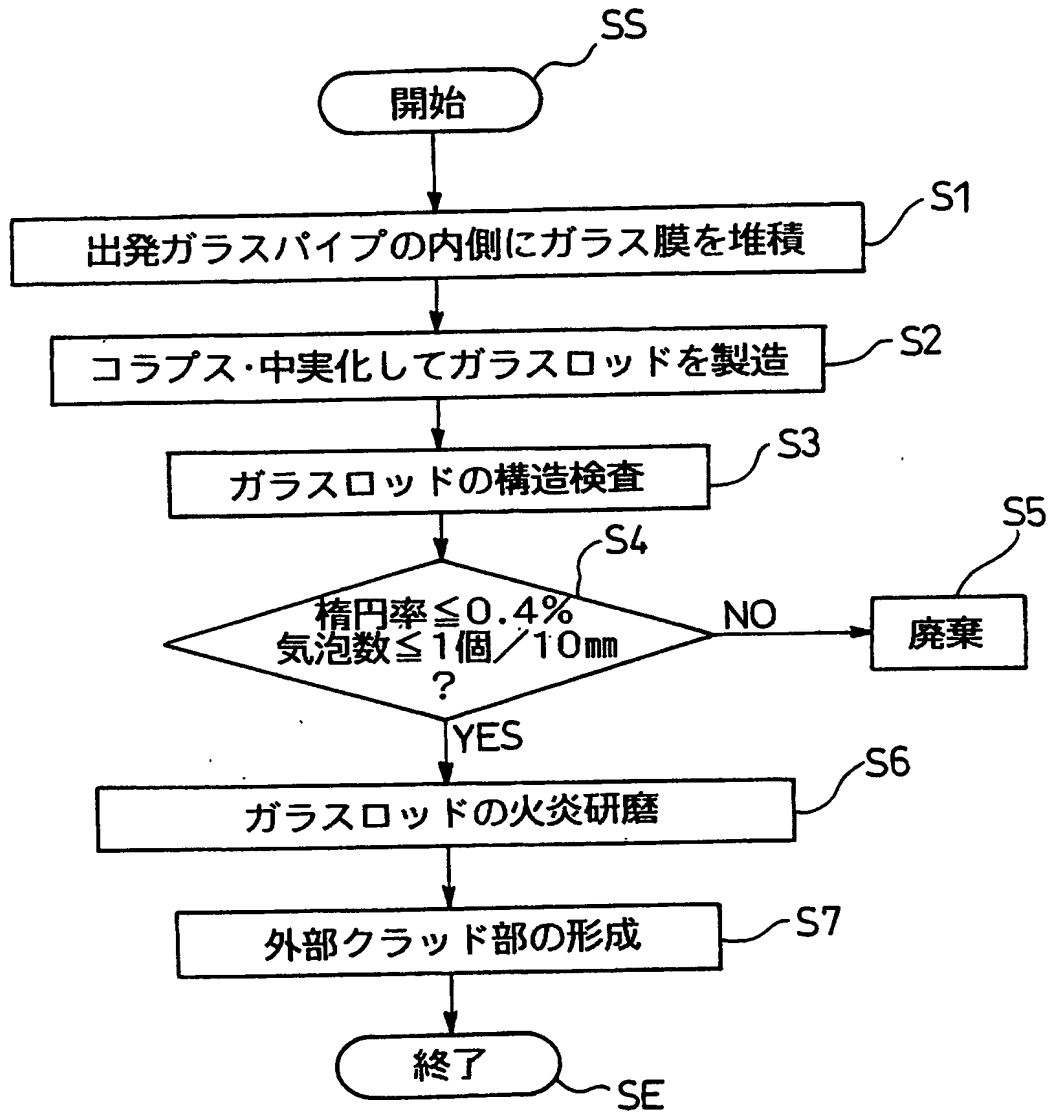 SS
開始
S1
出発ガラスパイプの内側にガラス膜を堆積
S2
コラプス・中実化してガラスロッドを製造
S3
ガラスロッドの構造検査
S4
楕円率≦0.4%
気泡数≦1個/10㎜
?
NO
S5
廃棄
YES
S6
ガラスロッドの火炎研磨
S7
外部クラッド部の形成
終了
SE